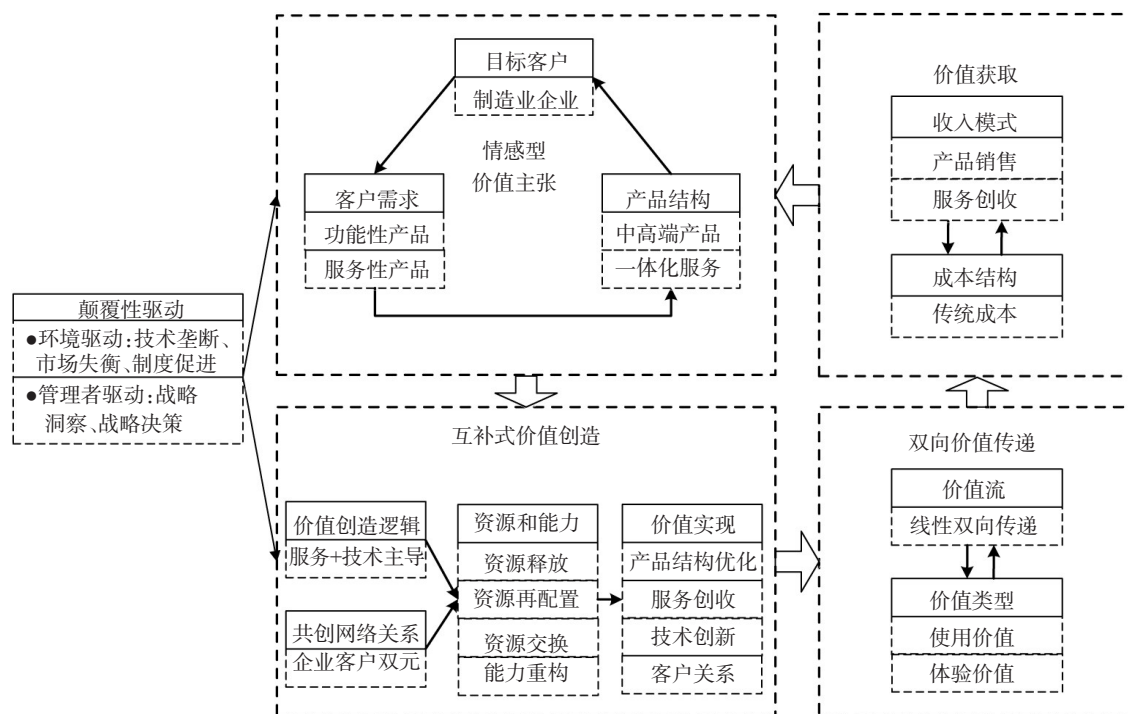 颠覆性驱动
●环境驱动:技术垄断、
市场失衡、制度促进
●管理者驱动:战略
洞察、战略决策
目标客户
制造业企业
情感型
价值主张
客户需求
功能性产品
服务性产品
产品结构
中高端产品
一体化服务
互补式价值创造
价值创造逻辑
服务+技术主导
共创网络关系
企业客户双元
资源和能力
资源释放
资源再配置
资源交换
能力重构
价值实现
产品结构优化
服务创收
技术创新
客户关系
双向价值传递
价值流
线性双向传递
价值类型
使用价值
体验价值
价值获取
收入模式
产品销售
服务创收
成本结构
传统成本